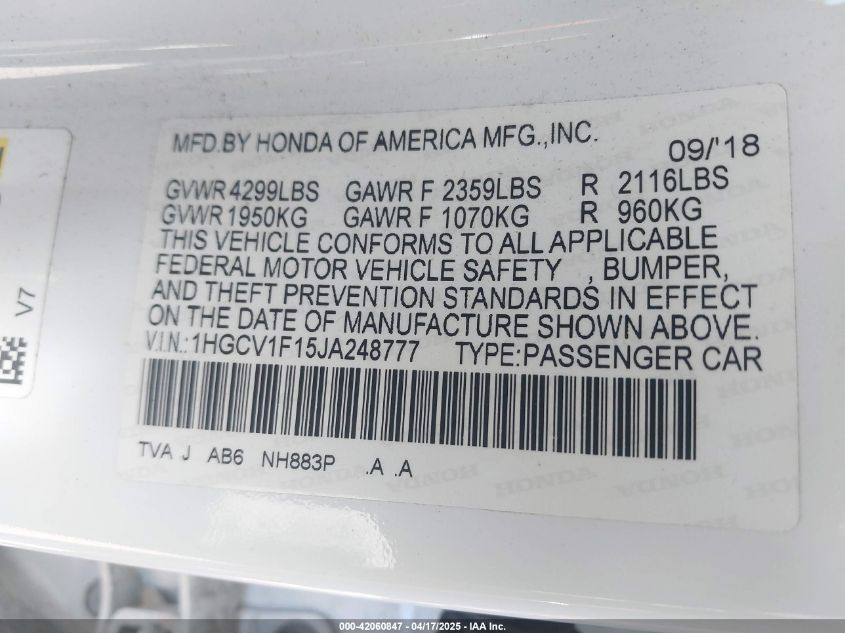 MFD.BY HONDA OF AMERICA MFG.,INC. 09/'18
GVWR 4299LBS GAWR F 2359LBS R 2116LBS
GVWR 1950KG GAWR F 1070KG R 960KG
THIS VEHICLE CONFORMS TO ALL APPLICABLE
FEDERAL MOTOR VEHICLE SAFETY , BUMPER,
AND THEFT PREVENTION STANDARDS IN EFFECT
ON THE DATE OF MANUFACTURE SHOWN ABOVE.
V.I.N.:1HGCV1F15JA248777 TYPE:PASSENGER CAR
TVA J AB6 NH883P .A .A
V7
HONDA HONDA HONDA
000-42060847 - 04/17/2025 - IAA Inc.